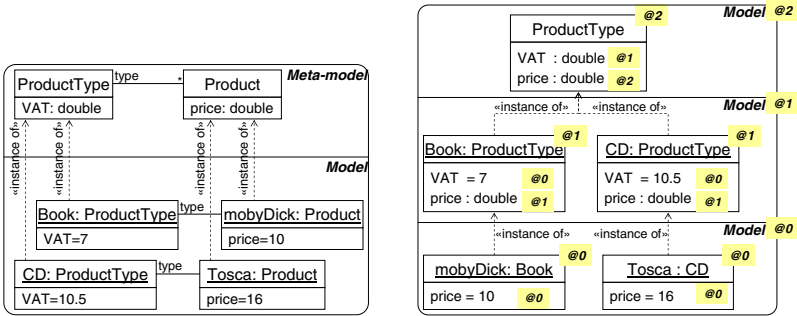 Meta-model
ProductType
type
*
Product
VAT: double
price: double
«instance of»
«instance of»
«instance of»
«instance of»
Model
Book: ProductType
type
mobyDick: Product
VAT=7
price=10
CD: ProductType
type
Tosca: Product
VAT=10.5
price=16
Model @2
ProductType @2
VAT : double @1
price : double @2
Model @1
«instance of» «instance of»
Book: ProductType @1
VAT = 7 @0
price : double @1
CD: ProductType @1
VAT = 10.5 @0
price : double @1
Model @0
«instance of» «instance of»
mobyDick: Book @0
price = 10 @0
Tosca : CD @0
price = 16 @0